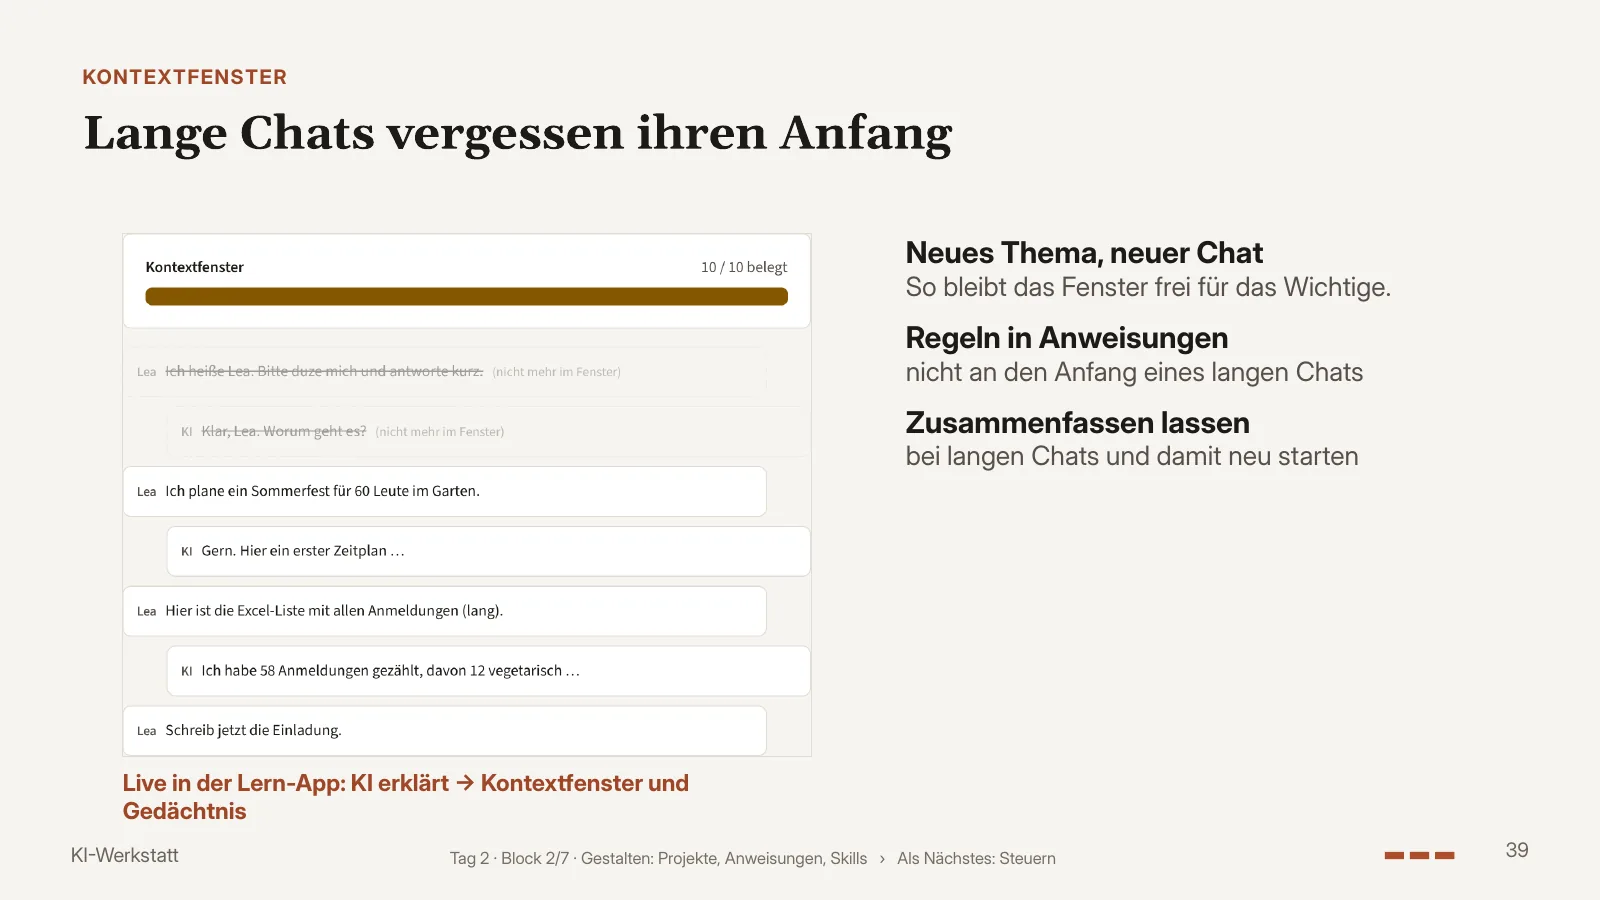 KONTEXTFENSTER
Lange Chats vergessen ihren Anfang
Kontextfenster 10 / 10 belegt
Lea Ich heiße Lea. Bitte duze mich und antworte kurz. (nicht mehr im Fenster)
KI Klar, Lea. Worum geht es? (nicht mehr im Fenster)
Lea Ich plane ein Sommerfest für 60 Leute im Garten.
KI Gern. Hier ein erster Zeitplan …
Lea Hier ist die Excel-Liste mit allen Anmeldungen (lang).
KI Ich habe 58 Anmeldungen gezählt, davon 12 vegetarisch …
Lea Schreib jetzt die Einladung.
Live in der Lern-App: KI erklärt → Kontextfenster und
Gedächtnis
Neues Thema, neuer Chat
So bleibt das Fenster frei für das Wichtige.
Regeln in Anweisungen
nicht an den Anfang eines langen Chats
Zusammenfassen lassen
bei langen Chats und damit neu starten
KI-Werkstatt
Tag 2 · Block 2/7 · Gestalten: Projekte, Anweisungen, Skills › Als Nächstes: Steuern
39